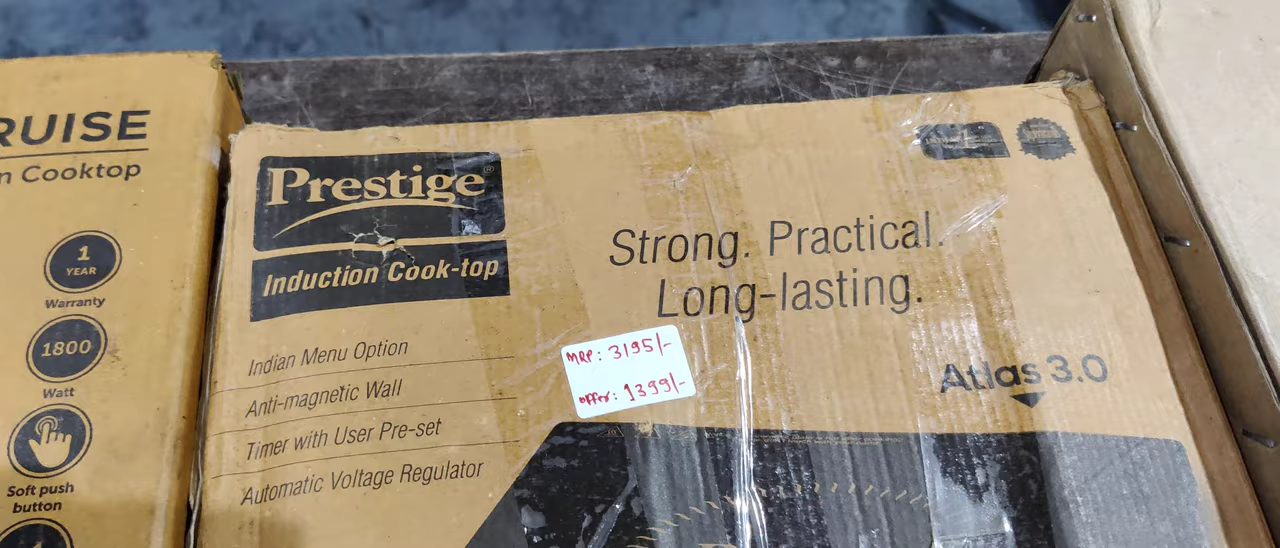 RUISE
n Cooktop
1
YEAR
Warranty
1800
Watt
Soft push
button
Prestige®
Induction Cook-top
Indian Menu Option
Anti-magnetic Wall
Timer with User Pre-set
Automatic Voltage Regulator
Strong. Practical.
Long-lasting.
MRP: 3195/-
offer: 1399/-
Atlas 3.0